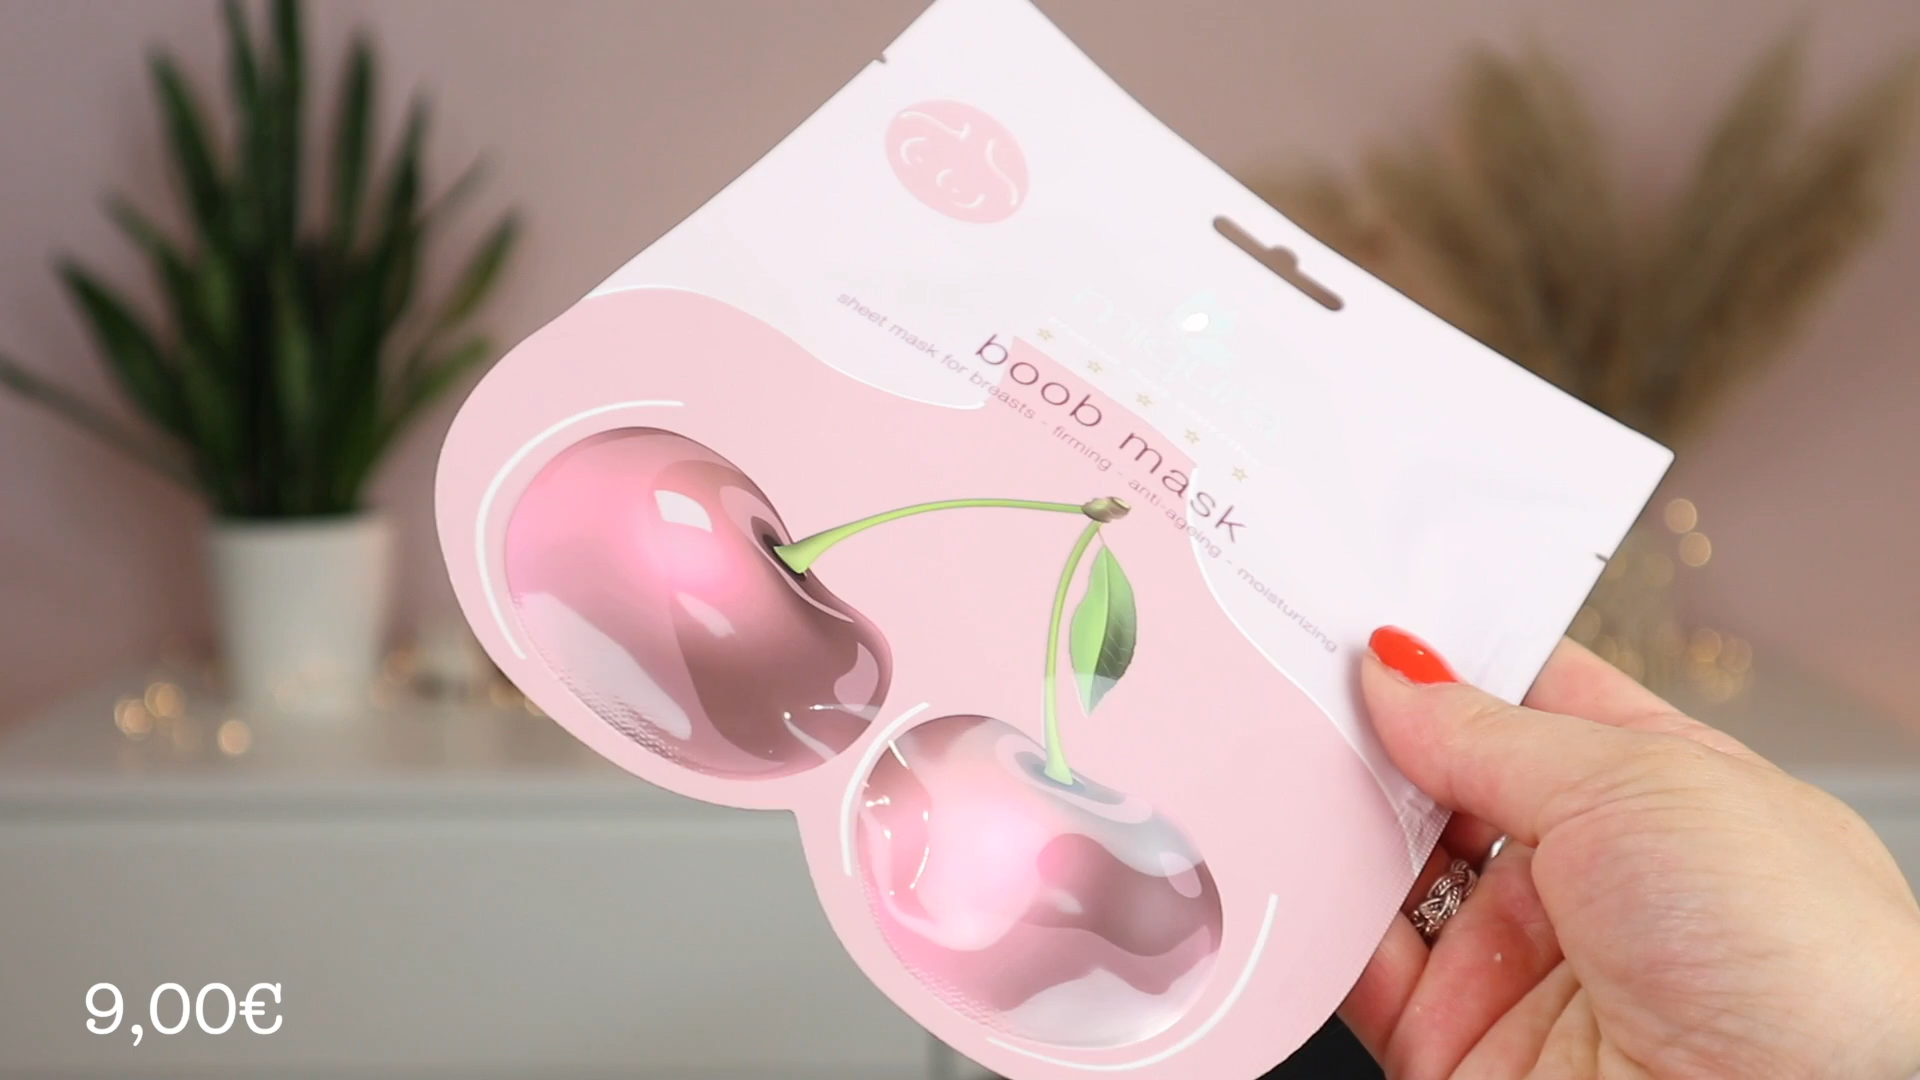 boob mask
sheet mask for breasts - firming - anti-ageing - moisturizing
9,00€